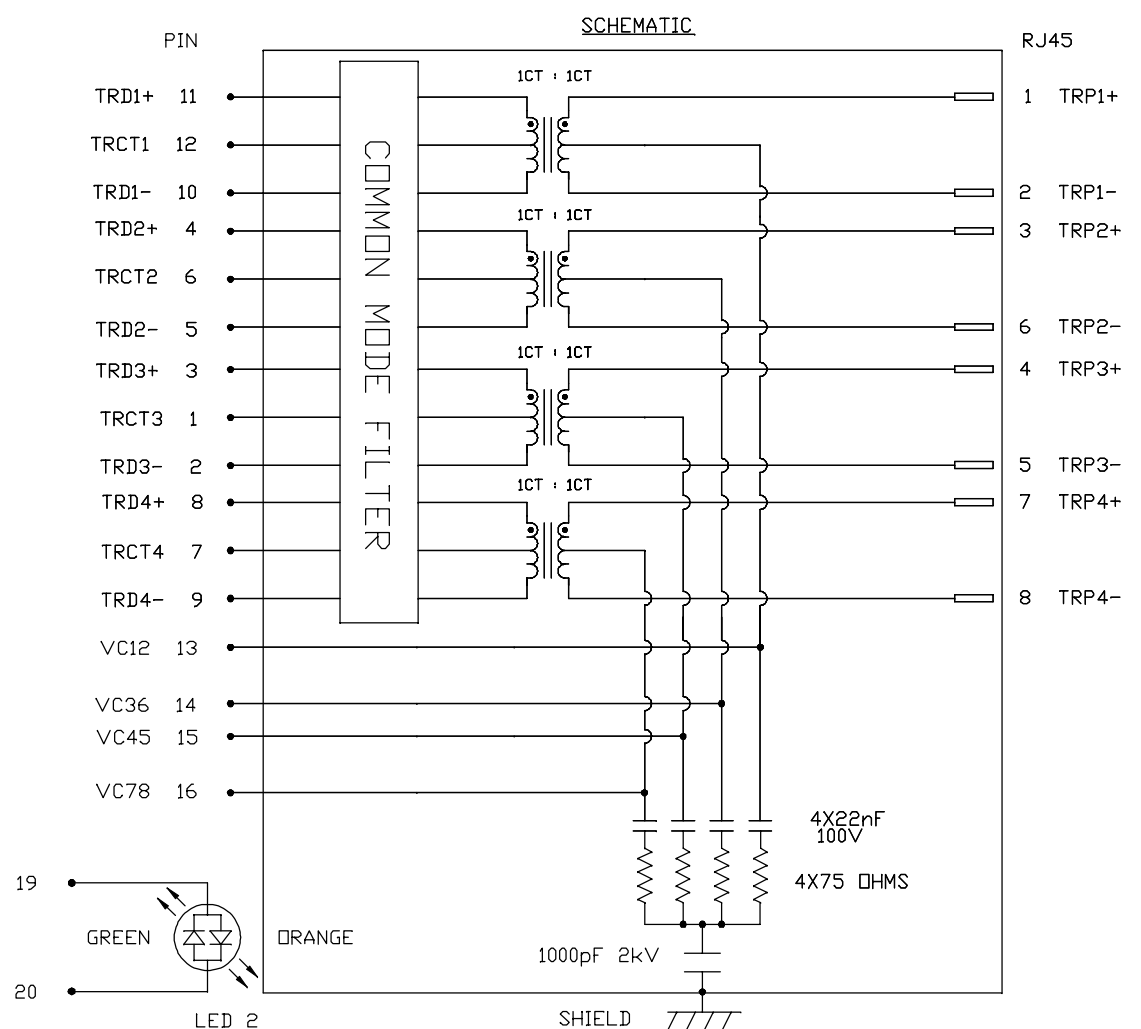 SCHEMATIC
PIN
RJ45
1CT : 1CT
TRD1+ 11
1 TRP1+
TRCT1 12
TRD1- 10
2 TRP1-
1CT : 1CT
TRD2+ 4
3 TRP2+
TRCT2 6
TRD2- 5
6 TRP2-
1CT : 1CT
TRD3+ 3
4 TRP3+
TRCT3 1
TRD3- 2
5 TRP3-
1CT : 1CT
TRD4+ 8
7 TRP4+
TRCT4 7
TRD4- 9
8 TRP4-
COMMON MODE FILTER
VC12 13
VC36 14
VC45 15
VC78 16
4X22nF
100V
4X75 OHMS
19
GREEN
ORANGE
1000pF 2kV
20
LED 2
SHIELD